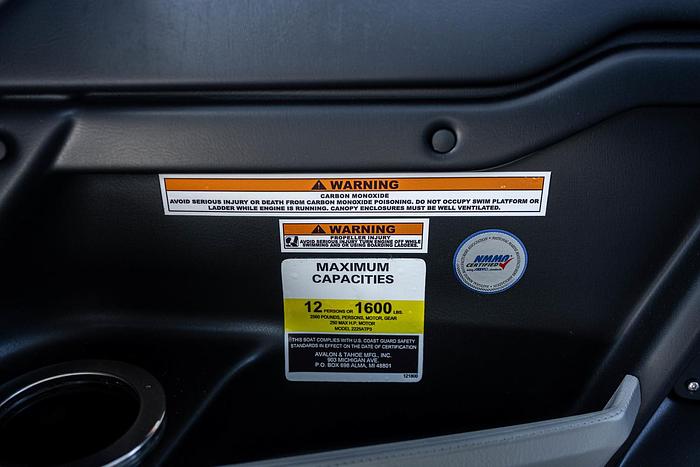 WARNING
CARBON MONOXIDE
AVOID SERIOUS INJURY OR DEATH FROM CARBON MONOXIDE POISONING. DO NOT OCCUPY SWIM PLATFORM OR
LADDER WHILE ENGINE IS RUNNING. CANOPY ENCLOSURES MUST BE WELL VENTILATED.
WARNING
PROPELLER INJURY
AVOID SERIOUS INJURY TURN ENGINE OFF WHILE
SWIMMING AND OR USING BOARDING LADDERS.
NMMA
CERTIFIED
MAXIMUM
CAPACITIES
12 PERSONS OR 1600 LBS.
2560 POUNDS, PERSONS, MOTOR, GEAR
250 MAX H.P. MOTOR
MODEL 2225ATP3
THIS BOAT COMPLIES WITH U.S. COAST GUARD SAFETY
STANDARDS IN EFFECT ON THE DATE OF CERTIFICATION
AVALON & TAHOE MFG., INC.
903 MICHIGAN AVE.
P.O. BOX 698 ALMA, MI 48801
121800